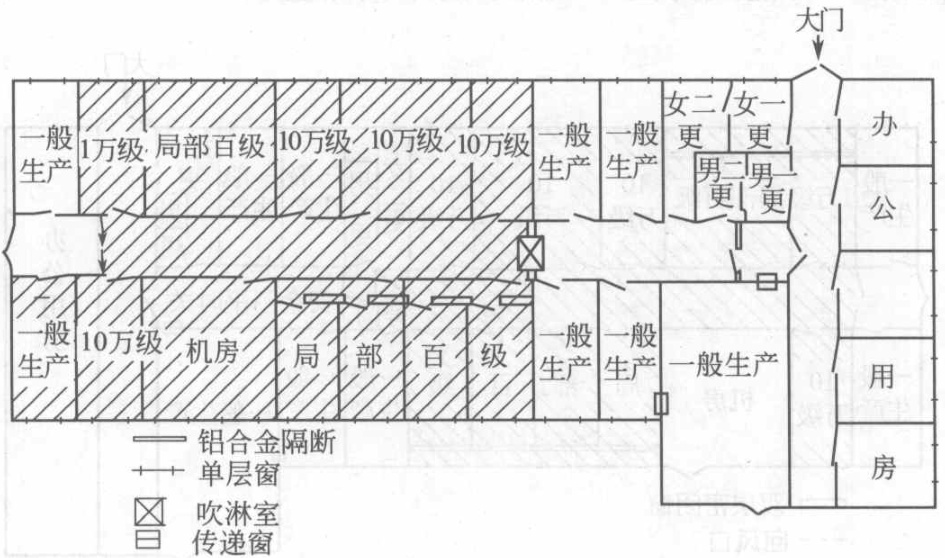 大门
一般
生产
1万级
局部百级
10万级
10万级
10万级
一般
生产
一般
生产
女二
更
女一
更
男二
更
男一
更
办
公
用
房
一般
生产
10万级
机房
局
部
百
级
一般
生产
一般
生产
一般生产
铝合金隔断
单层窗
吹淋室
传递窗